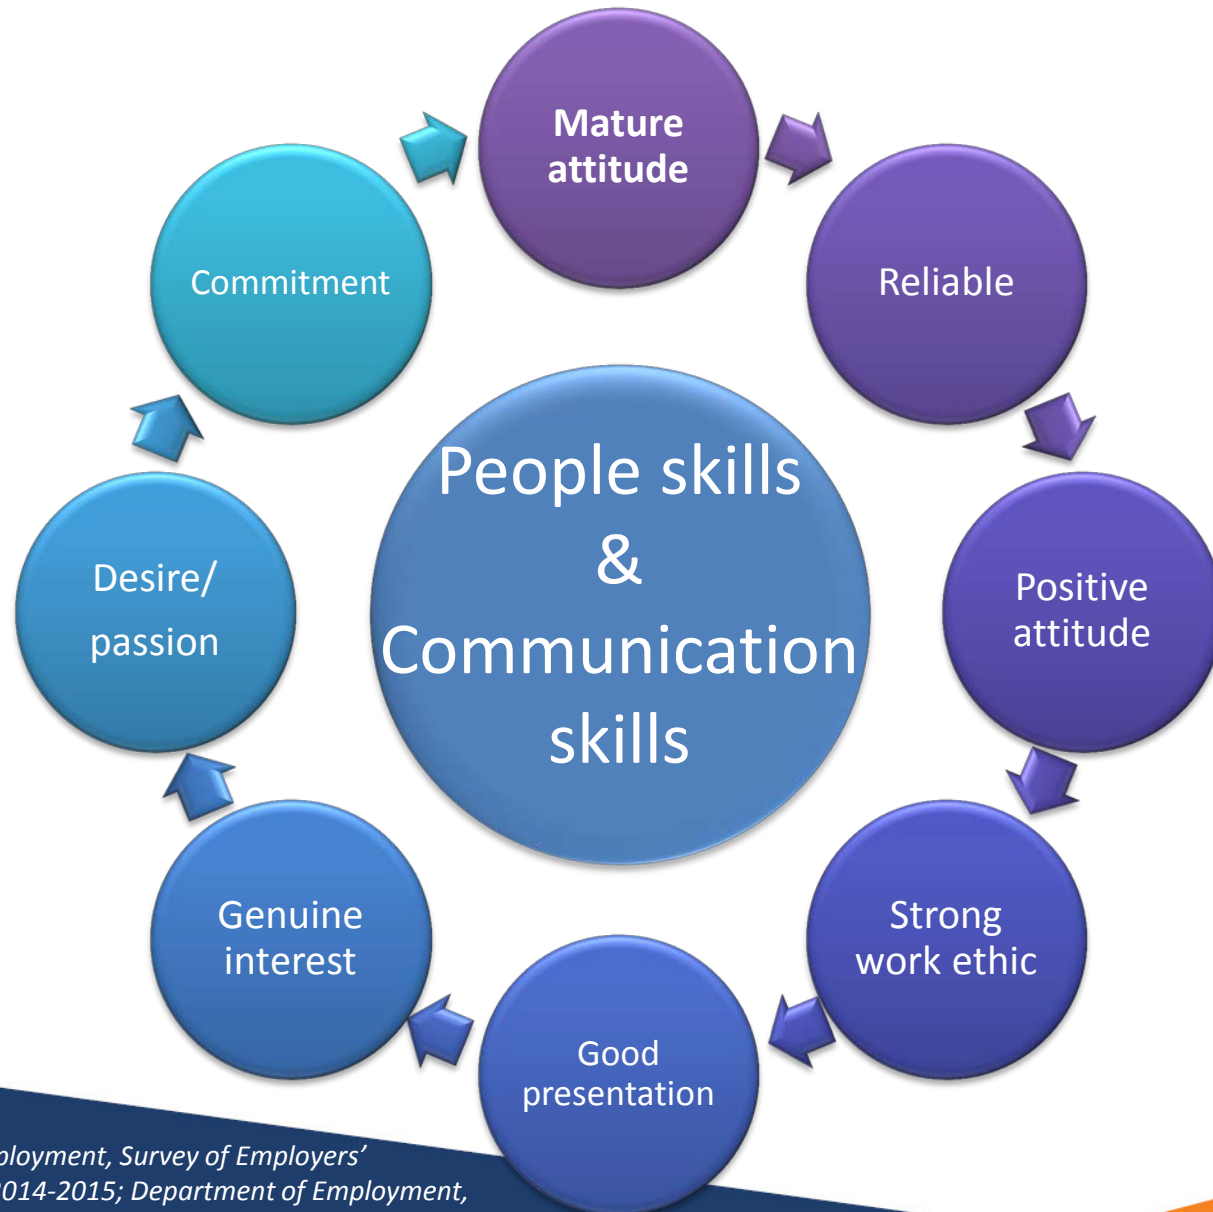 Mature
attitude
Reliable
Positive
attitude
Strong
work ethic
Good
presentation
Genuine
interest
Desire/
passion
Commitment
People skills
&
Communication
skills
ployment, Survey of Employers’
014-2015; Department of Employment,